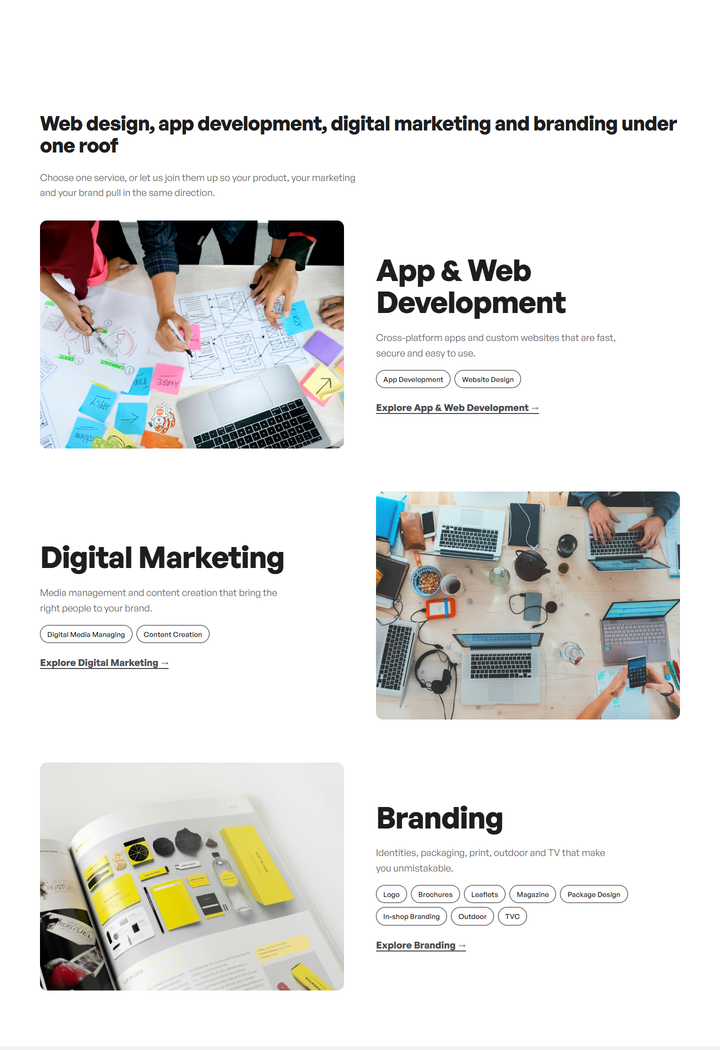 Web design, app development, digital marketing and branding under
one roof
Choose one service, or let us join them up so your product, your marketing
and your brand pull in the same direction.
App & Web
Development
Cross-platform apps and custom websites that are fast,
secure and easy to use.
App Development
Website Design
Explore App & Web Development →
Digital Marketing
Media management and content creation that bring the
right people to your brand.
Digital Media Managing
Content Creation
Explore Digital Marketing →
Branding
Identities, packaging, print, outdoor and TV that make
you unmistakable.
Logo
Brochures
Leaflets
Magazine
Package Design
In-shop Branding
Outdoor
TVC
Explore Branding →